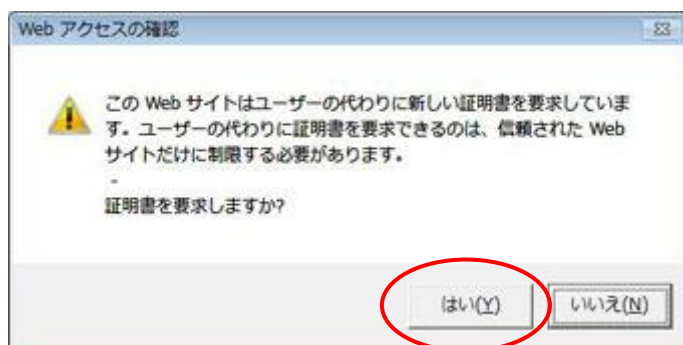 Web アクセスの確認
この Web サイトはユーザーの代わりに新しい証明書を要求していま
す。ユーザーの代わりに証明書を要求できるのは、信頼された Web
サイトだけに制限する必要があります。
-
証明書を要求しますか?
はい(Y) いいえ(N)